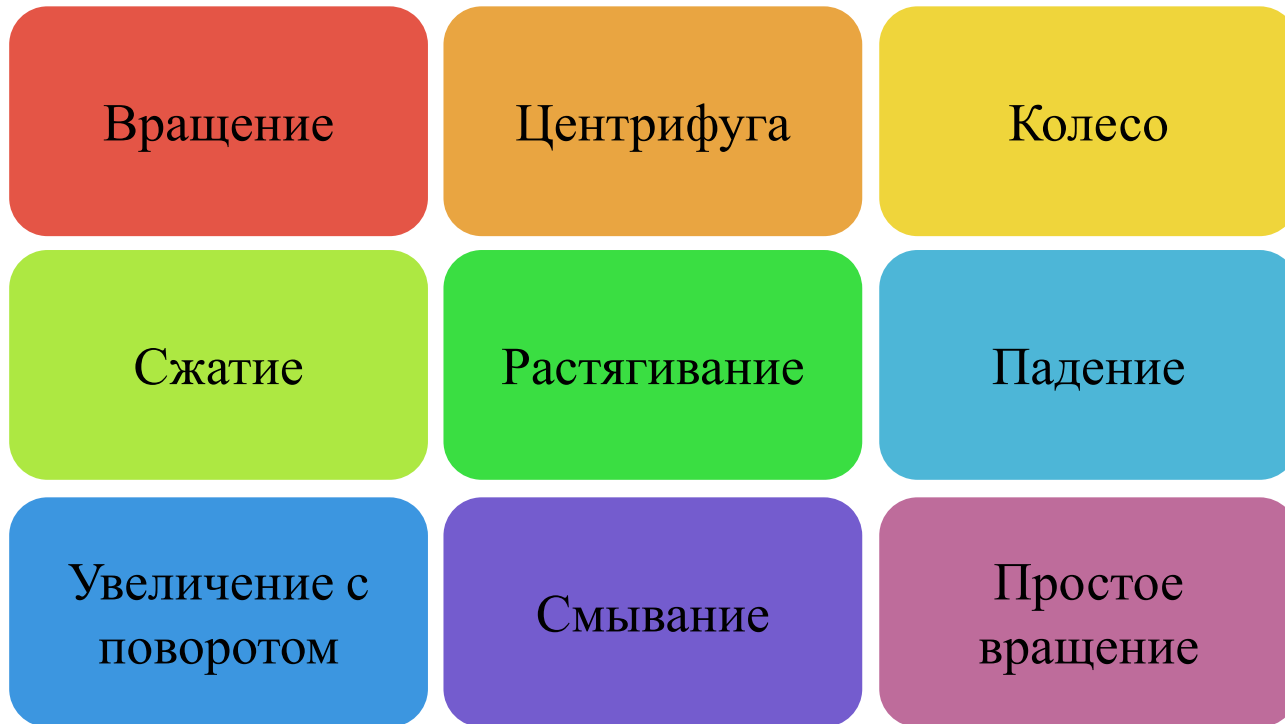 Вращение
Центрифуга
Колесо
Сжатие
Растягивание
Падение
Увеличение с
поворотом
Смывание
Простое
вращение